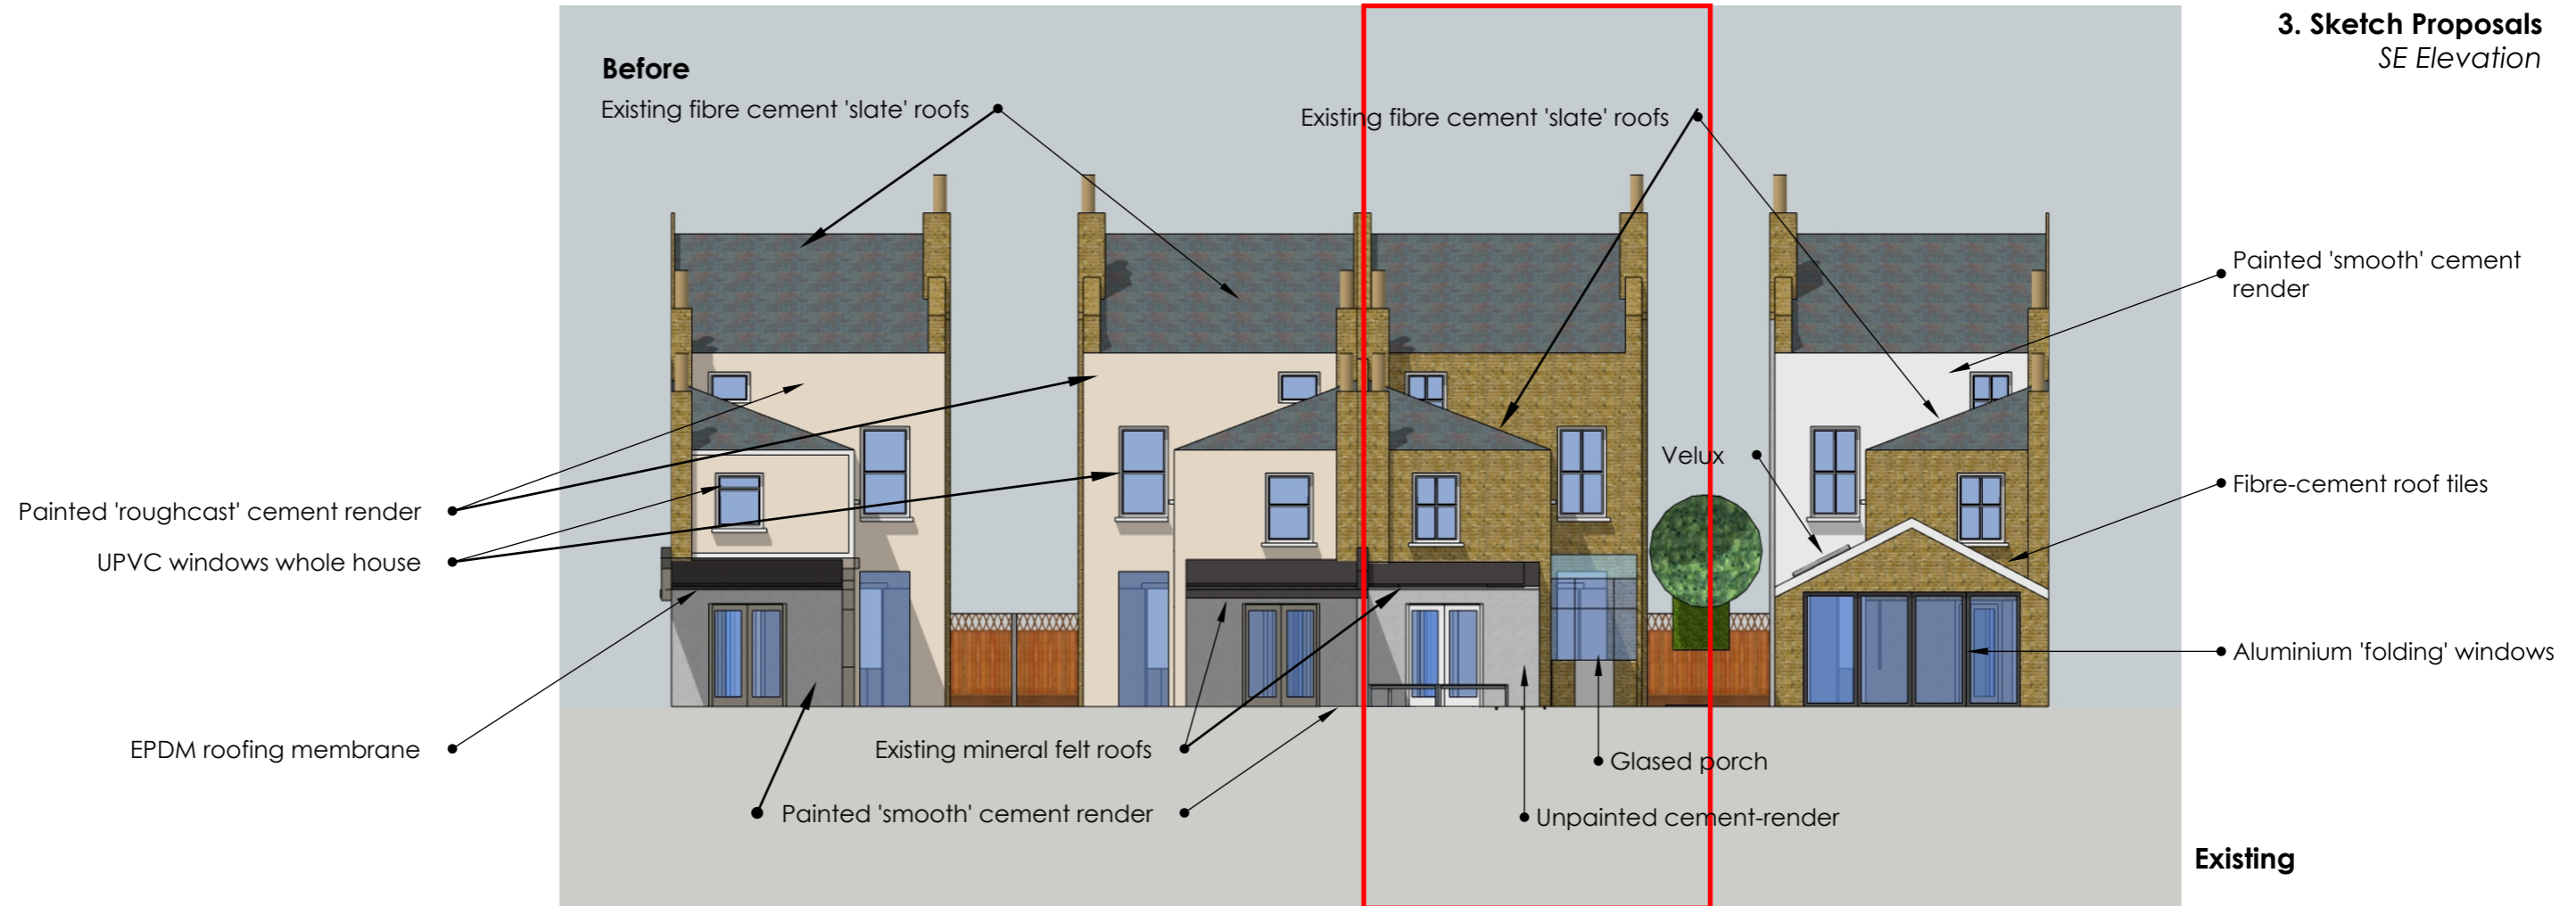 3. Sketch Proposals
SE Elevation
Before
Existing fibre cement 'slate' roofs
Existing fibre cement 'slate' roofs
Painted 'smooth' cement
render
Velux
Fibre-cement roof tiles
Painted 'roughcast' cement render
UPVC windows whole house
Aluminium 'folding' windows
EPDM roofing membrane
Existing mineral felt roofs
Glased porch
Painted 'smooth' cement render
Unpainted cement-render
Existing